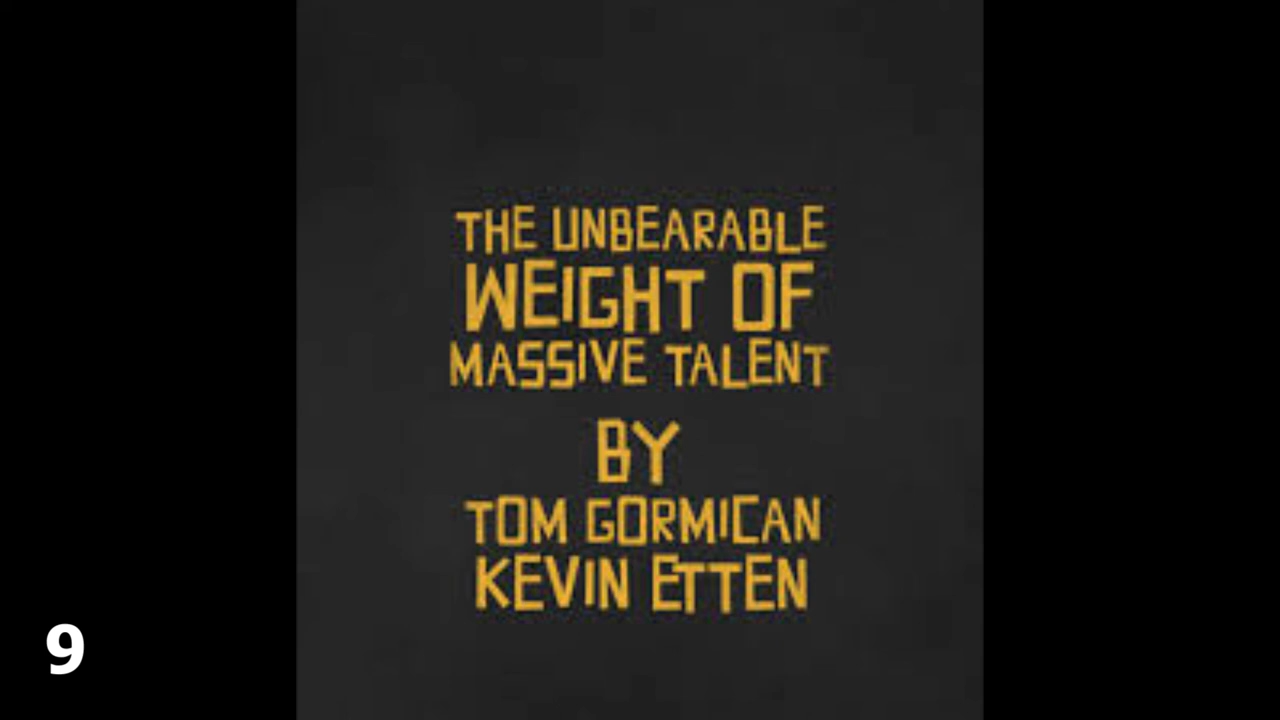 THE UNBEARABLE
WEIGHT OF
MASSIVE TALENT
BY
TOM GORMICAN
KEVIN ETTEN
9